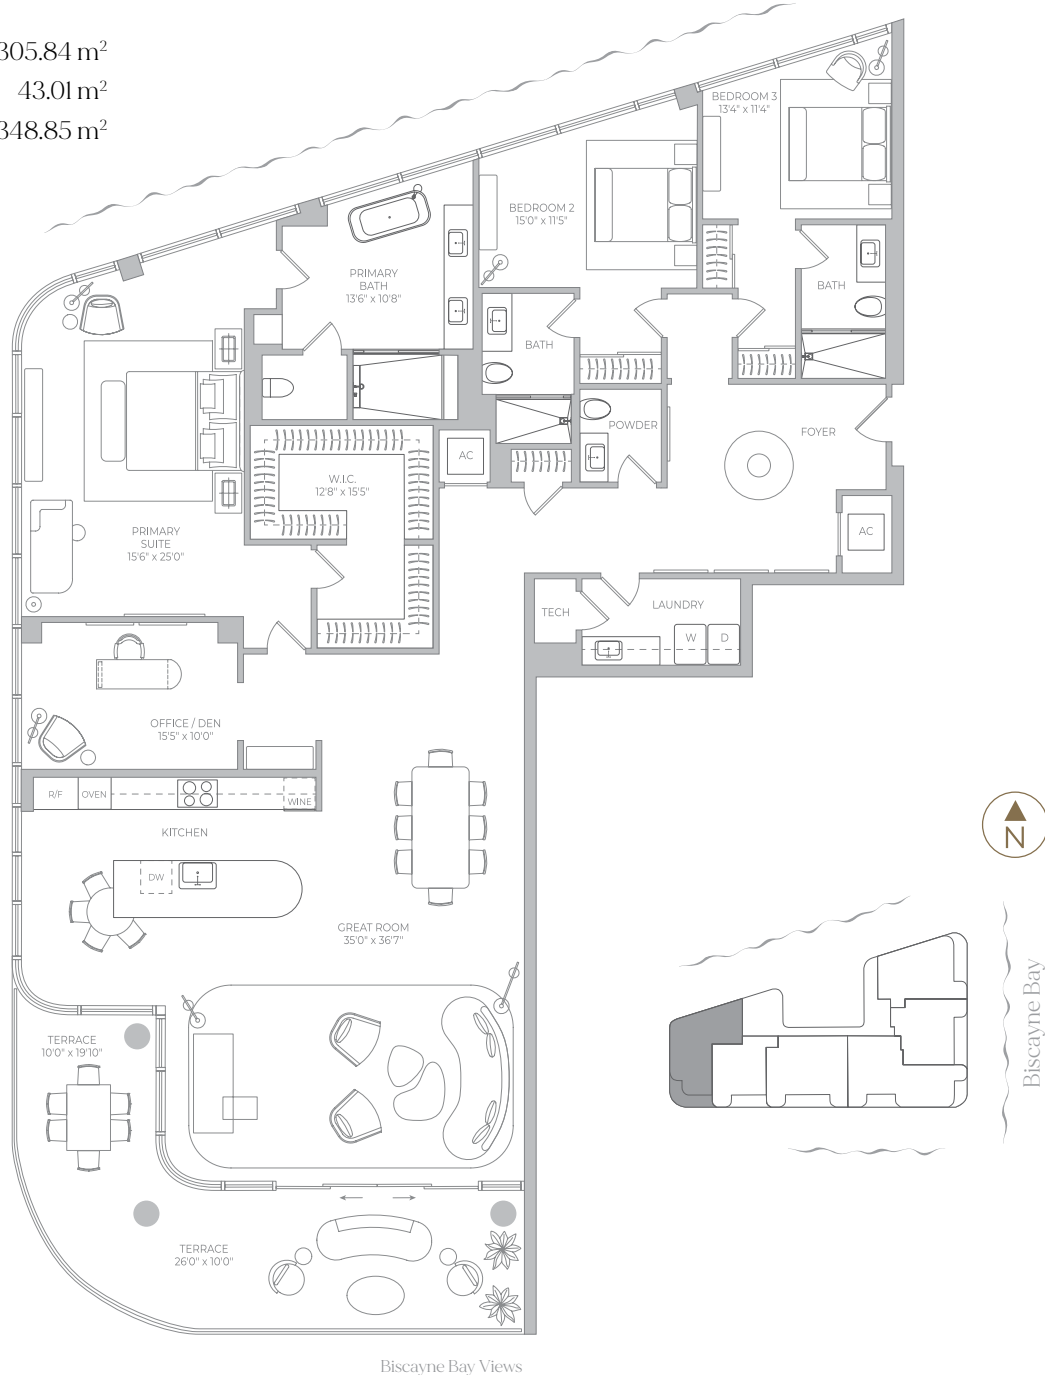 305.84 m²
43.01 m²
348.85 m²
BEDROOM 3
13'4" x 11'4"
BEDROOM 2
15'0" x 11'5"
PRIMARY
BATH
13'6" x 10'8"
BATH
BATH
POWDER
FOYER
AC
W.I.C.
12'8" x 15'5"
AC
PRIMARY
SUITE
15'6" x 25'0"
TECH
LAUNDRY
W
D
OFFICE / DEN
15'5" x 10'0"
R/F
OVEN
WINE
KITCHEN
DW
N
GREAT ROOM
35'0" x 36'7"
TERRACE
10'0" x 19'10"
Biscayne Bay
TERRACE
26'0" x 10'0"
Biscayne Bay Views